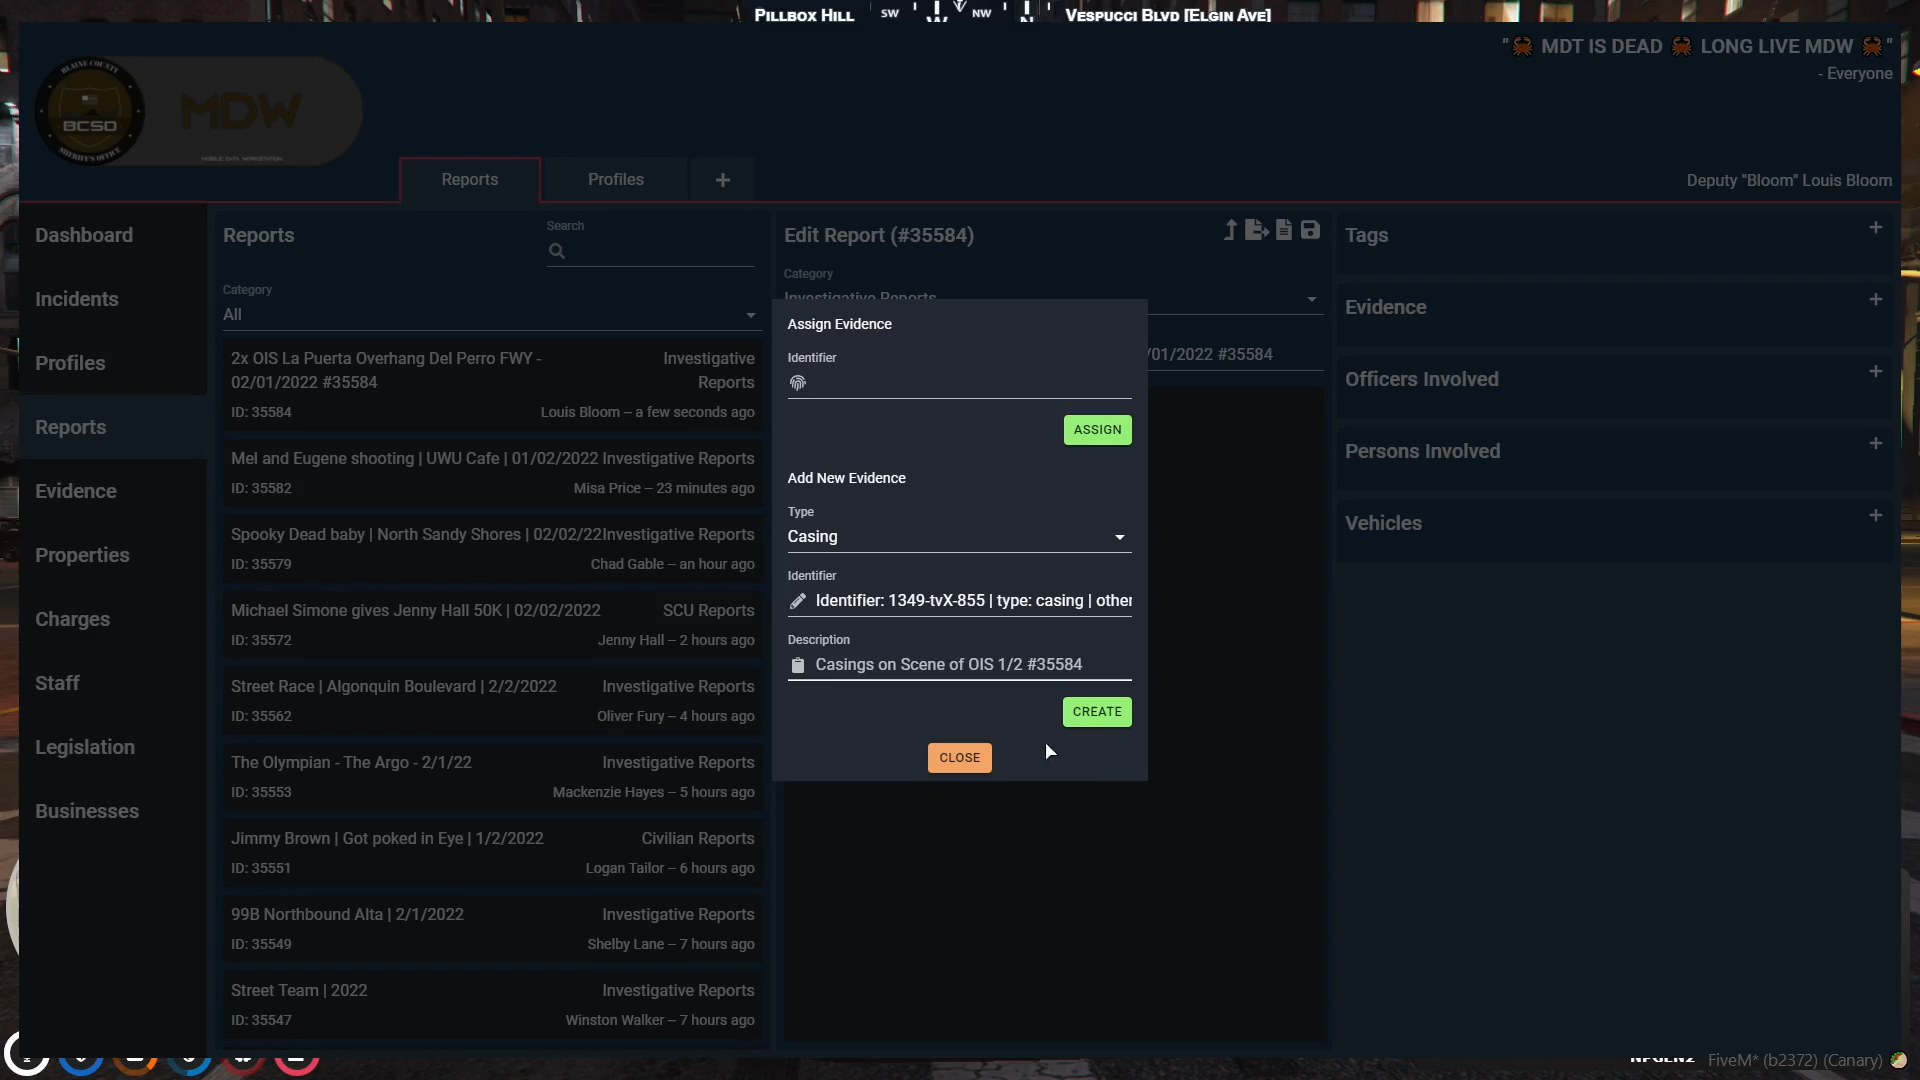 PILLBOX HILL
SW
W
NW
N
VESPUCCI BLVD [ELGIN AVE]
"🦀 MDT IS DEAD 🦀 LONG LIVE MDW 🦀"
- Everyone
BLAINE COUNTY
BCSO
SHERIFF'S OFFICE
MDW
MOBILE DATA WORKSTATION
Reports
Profiles
+
Deputy "Bloom" Louis Bloom
Dashboard
Incidents
Profiles
Reports
Evidence
Properties
Charges
Staff
Legislation
Businesses
Reports
Search
Category
All
2x OIS La Puerta Overhang Del Perro FWY - 
02/01/2022 #35584
Investigative
Reports
ID: 35584
Louis Bloom – a few seconds ago
Mel and Eugene shooting | UWU Cafe | 01/02/2022 Investigative Reports
ID: 35582
Misa Price – 23 minutes ago
Spooky Dead baby | North Sandy Shores | 02/02/22 Investigative Reports
ID: 35579
Chad Gable – an hour ago
Michael Simone gives Jenny Hall 50K | 02/02/2022
SCU Reports
ID: 35572
Jenny Hall – 2 hours ago
Street Race | Algonquin Boulevard | 2/2/2022
Investigative Reports
ID: 35562
Oliver Fury – 4 hours ago
The Olympian - The Argo - 2/1/22
Investigative Reports
ID: 35553
Mackenzie Hayes – 5 hours ago
Jimmy Brown | Got poked in Eye | 1/2/2022
Civilian Reports
ID: 35551
Logan Tailor – 6 hours ago
99B Northbound Alta | 2/1/2022
Investigative Reports
ID: 35549
Shelby Lane – 7 hours ago
Street Team | 2022
Investigative Reports
ID: 35547
Winston Walker – 7 hours ago
Edit Report (#35584)
Category
Investigative Reports
/01/2022 #35584
Assign Evidence
Identifier
ASSIGN
Add New Evidence
Type
Casing
Identifier
Identifier: 1349-tvX-855 | type: casing | other
Description
Casings on Scene of OIS 1/2 #35584
CREATE
CLOSE
Tags
+
Evidence
+
Officers Involved
+
Persons Involved
+
Vehicles
+
FiveM* (b2372) (Canary)